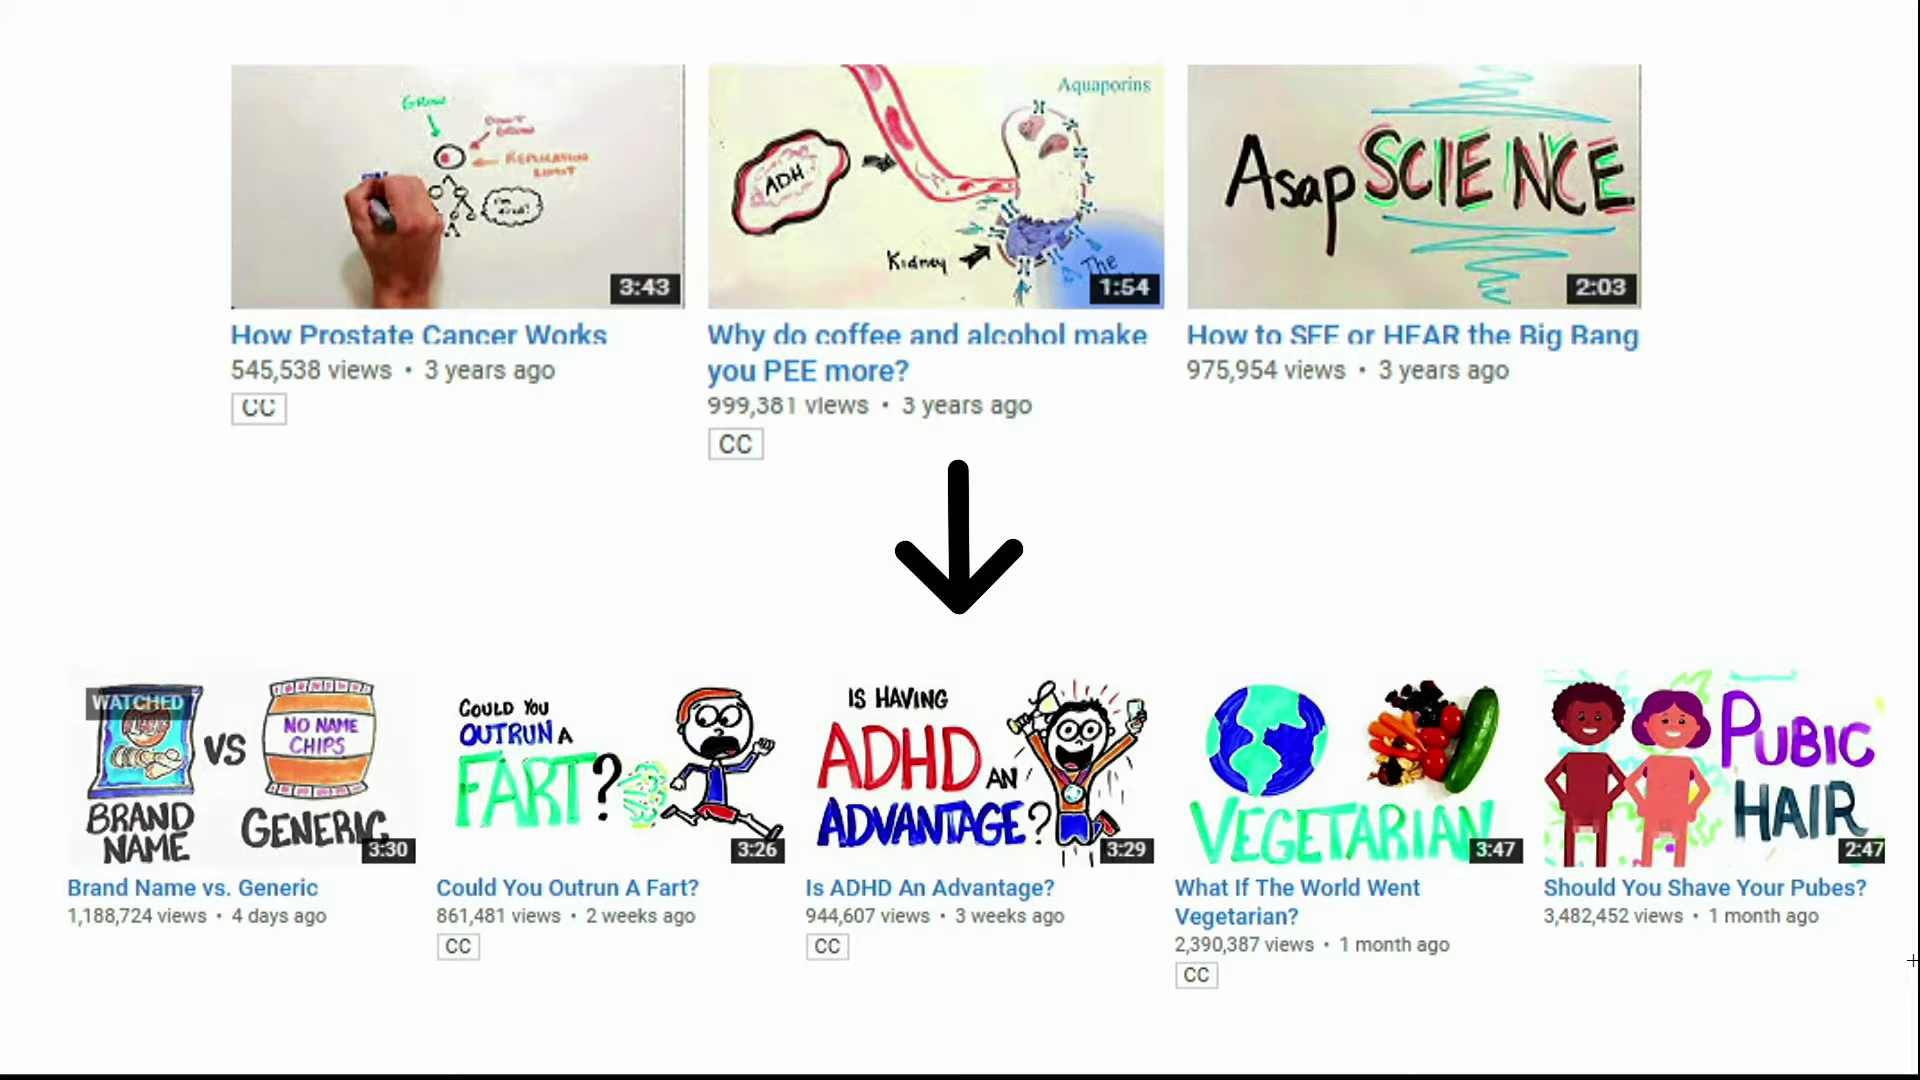 GROW
DON'T
GROW
REPLICATION
LIMIT
3:43
Aquaporins
ADH
Kidney
The
1:54
AsapSCIENCE
2:03
How Prostate Cancer Works
545,538 views • 3 years ago
CC
Why do coffee and alcohol make
you PEE more?
999,381 views • 3 years ago
CC
How to SEE or HEAR the Big Bang
975,954 views • 3 years ago
WATCHED
VS
NO NAME
CHIPS
BRAND
NAME
GENERIC
3:30
COULD YOU
OUTRUN A
FART?
3:26
IS HAVING
ADHD AN
ADVANTAGE?
3:29
VEGETARIAN
3:47
PUBIC
HAIR
2:47
Brand Name vs. Generic
1,188,724 views • 4 days ago
Could You Outrun A Fart?
861,481 views • 2 weeks ago
CC
Is ADHD An Advantage?
944,607 views • 3 weeks ago
CC
What If The World Went
Vegetarian?
2,390,387 views • 1 month ago
CC
Should You Shave Your Pubes?
3,482,452 views • 1 month ago